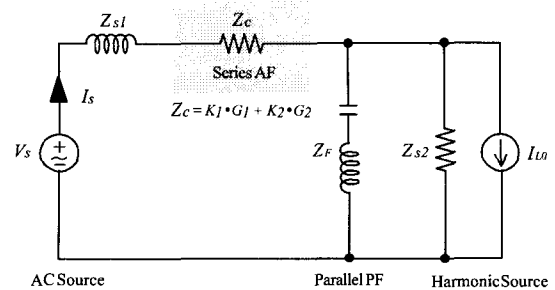 Zs1
Zc
Series AF
Zc = K1•G1 + K2•G2
Is
Vs
ZF
Zs2
ILn
AC Source
Parallel PF
Harmonic Source